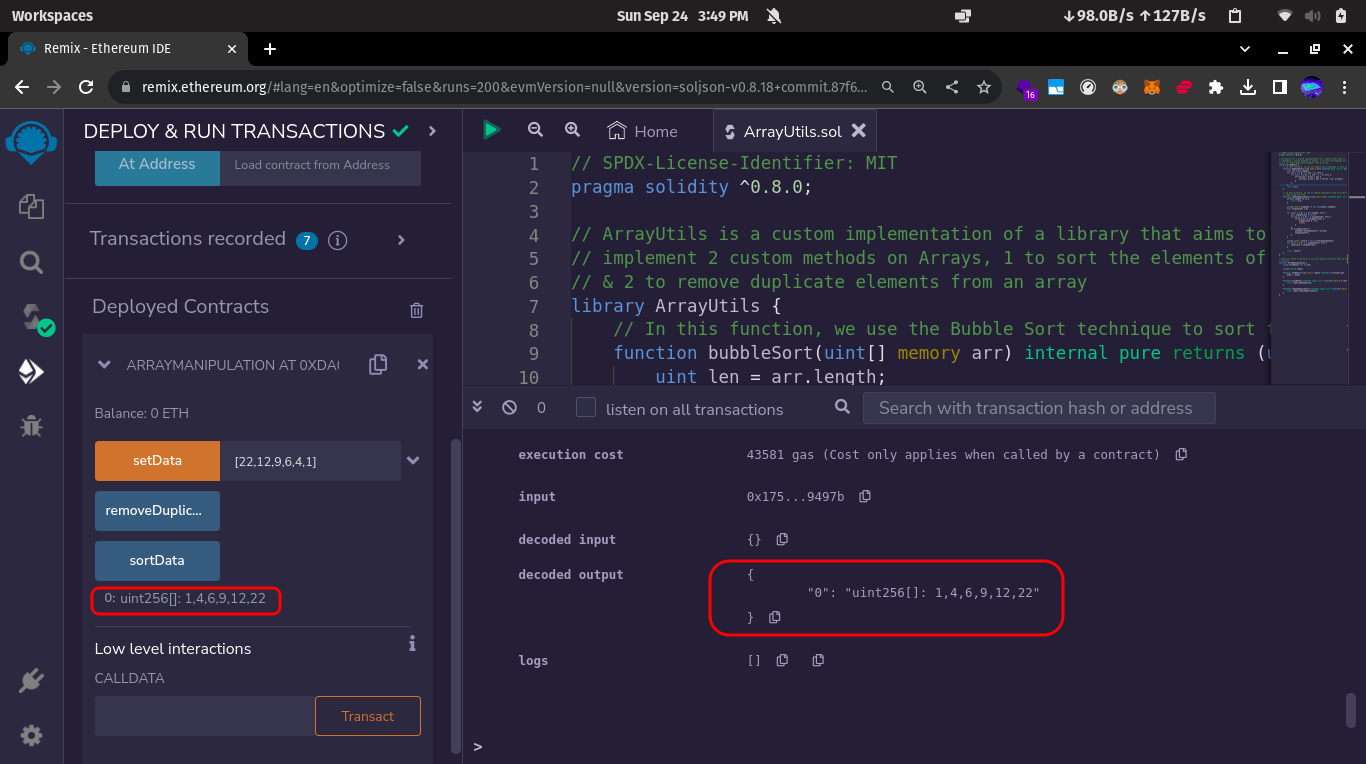 Workspaces
Sun Sep 24 3:49 PM
↓98.0B/s ↑127B/s
Remix - Ethereum IDE
remix.ethereum.org/#lang=en&optimize=false&runs=200&evmVersion=null&version=soljson-v0.8.18+commit.87f6...
16
DEPLOY & RUN TRANSACTIONS
At Address
Load contract from Address
Transactions recorded 7
Deployed Contracts
ARRAYMANIPULATION AT 0XDA
Balance: 0 ETH
setData
[22,12,9,6,4,1]
removeDuplic...
sortData
0: uint256[]: 1,4,6,9,12,22
Low level interactions
CALLDATA
Transact
Home
ArrayUtils.sol
1 // SPDX-License-Identifier: MIT
2 pragma solidity ^0.8.0;
3
4 // ArrayUtils is a custom implementation of a library that aims to
5 // implement 2 custom methods on Arrays, 1 to sort the elements of
6 // & 2 to remove duplicate elements from an array
7 library ArrayUtils {
8 // In this function, we use the Bubble Sort technique to sort
9 function bubbleSort(uint[] memory arr) internal pure returns (
10 uint len = arr.length;
0
listen on all transactions
Search with transaction hash or address
execution cost 43581 gas (Cost only applies when called by a contract)
input 0x175...9497b
decoded input {}
decoded output {
"0": "uint256[]: 1,4,6,9,12,22"
}
logs []
>